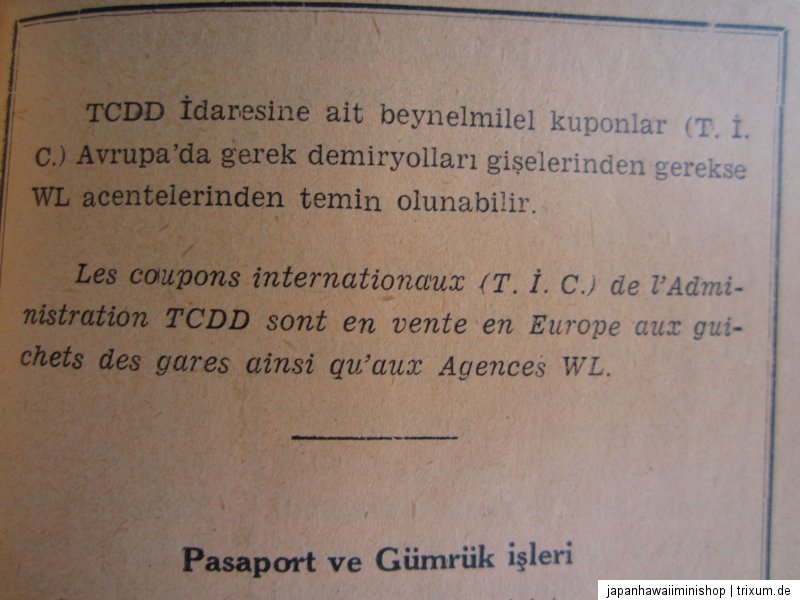 TCDD İdaresine ait beynelmilel kuponlar (T. İ.
C.) Avrupa'da gerek demiryolları gişelerinden gerekse
WL acentelerinden temin olunabilir.
Les coupons internationaux (T. İ. C.) de l'Admi-
nistration TCDD sont en vente en Europe aux gui-
chets des gares ainsi qu'aux Agences WL.
Pasaport ve Gümrük işleri
japanhawaiiminishop | trixum.de